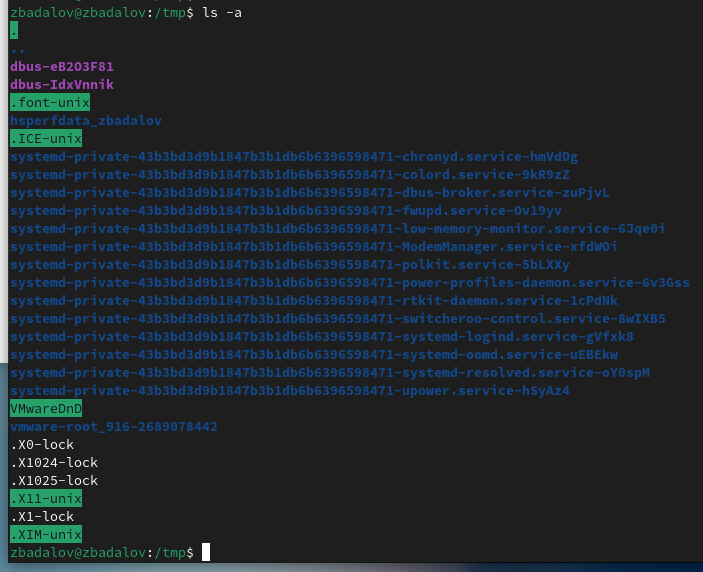 zbadalov@zbadalov:/tmp$ ls -a
.
..
dbus-eB2O3F81
dbus-IdxVnnik
.font-unix
hsperfdata_zbadalov
.ICE-unix
systemd-private-43b3bd3d9b1847b3b1db6b6396598471-chronyd.service-hmVdDg
systemd-private-43b3bd3d9b1847b3b1db6b6396598471-colord.service-9kR9zZ
systemd-private-43b3bd3d9b1847b3b1db6b6396598471-dbus-broker.service-zuPjvL
systemd-private-43b3bd3d9b1847b3b1db6b6396598471-fwupd.service-Ov19yv
systemd-private-43b3bd3d9b1847b3b1db6b6396598471-low-memory-monitor.service-6Jqe0i
systemd-private-43b3bd3d9b1847b3b1db6b6396598471-ModemManager.service-xfdWOi
systemd-private-43b3bd3d9b1847b3b1db6b6396598471-polkit.service-5bLXXy
systemd-private-43b3bd3d9b1847b3b1db6b6396598471-power-profiles-daemon.service-6v3Gss
systemd-private-43b3bd3d9b1847b3b1db6b6396598471-rtkit-daemon.service-1cPdNk
systemd-private-43b3bd3d9b1847b3b1db6b6396598471-switcheroo-control.service-8wIXB5
systemd-private-43b3bd3d9b1847b3b1db6b6396598471-systemd-logind.service-gVfxk8
systemd-private-43b3bd3d9b1847b3b1db6b6396598471-systemd-oomd.service-uEBEkw
systemd-private-43b3bd3d9b1847b3b1db6b6396598471-systemd-resolved.service-oY0spM
systemd-private-43b3bd3d9b1847b3b1db6b6396598471-upower.service-hSyAz4
VMwareDnD
vmware-root_916-2689078442
.X0-lock
.X1024-lock
.X1025-lock
.X11-unix
.X1-lock
.XIM-unix
zbadalov@zbadalov:/tmp$